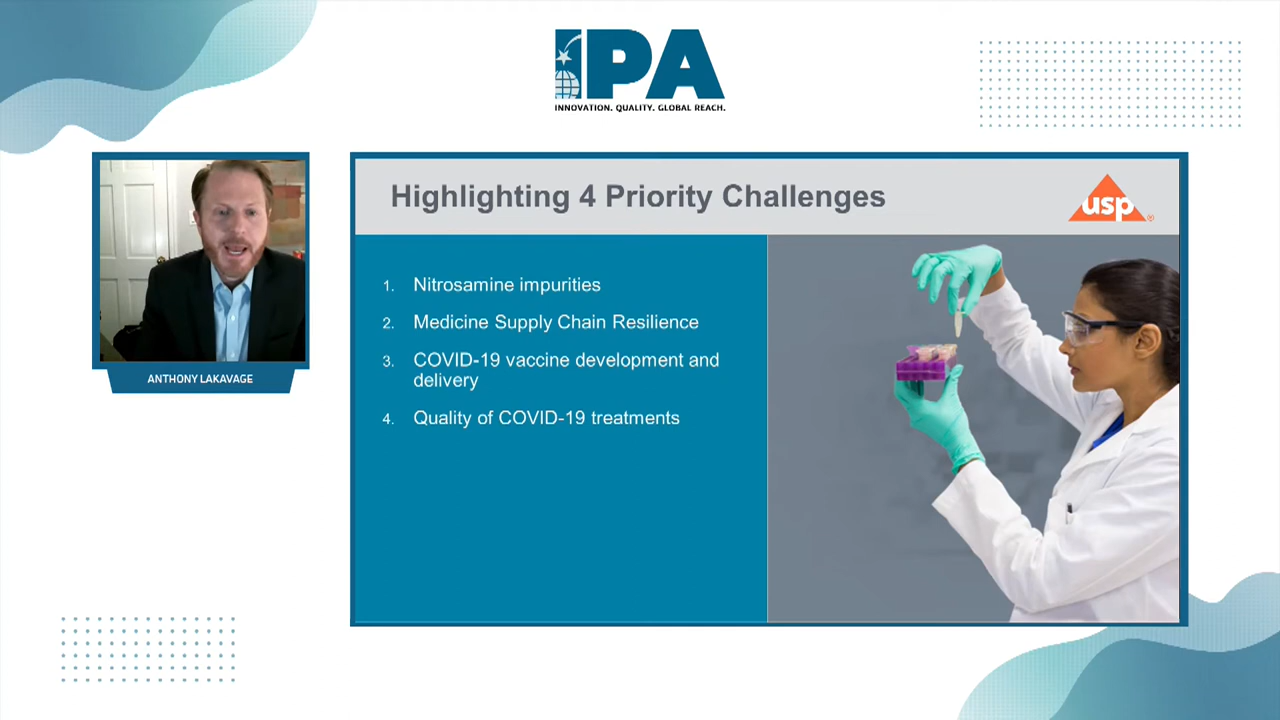 IPA
INNOVATION. QUALITY. GLOBAL REACH.
ANTHONY LAKAVAGE
Highlighting 4 Priority Challenges
usp®
1. Nitrosamine impurities
2. Medicine Supply Chain Resilience
3. COVID-19 vaccine development and
delivery
4. Quality of COVID-19 treatments